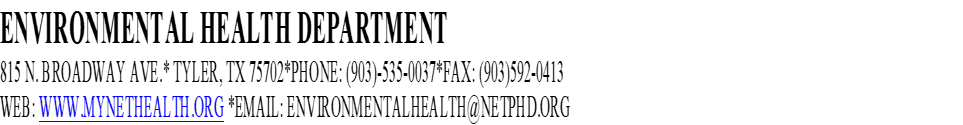 ENVIRONMENTAL HEALTH DEPARTMENT
815 N. BROADWAY AVE.* TYLER, TX 75702*PHONE: (903)-535-0037*FAX: (903)592-0413
WEB: WWW.MYNETHEALTH.ORG *EMAIL: ENVIRONMENTALHEALTH@NETPHD.ORG